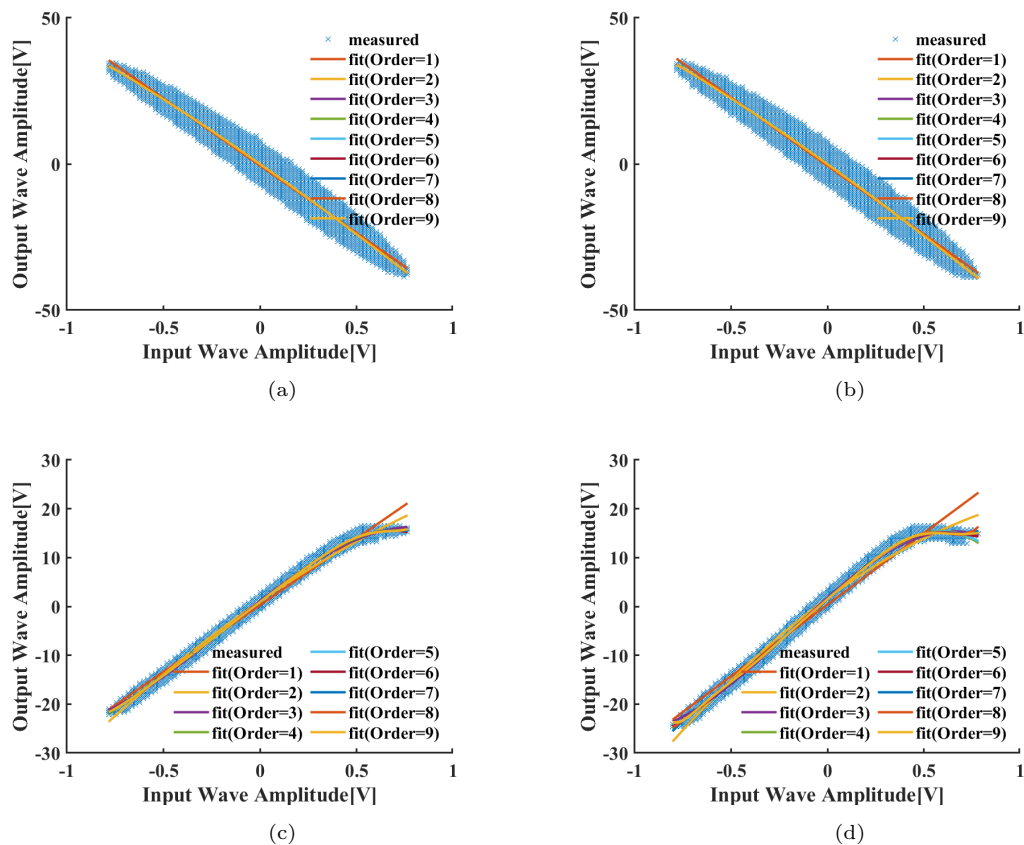 50
0
-50
-1
-0.5
0
0.5
1
Output Wave Amplitude[V]
Input Wave Amplitude[V]
measured
fit(Order=1)
fit(Order=2)
fit(Order=3)
fit(Order=4)
fit(Order=5)
fit(Order=6)
fit(Order=7)
fit(Order=8)
fit(Order=9)
(a)
50
0
-50
-1
-0.5
0
0.5
1
Output Wave Amplitude[V]
Input Wave Amplitude[V]
measured
fit(Order=1)
fit(Order=2)
fit(Order=3)
fit(Order=4)
fit(Order=5)
fit(Order=6)
fit(Order=7)
fit(Order=8)
fit(Order=9)
(b)
30
20
10
0
-10
-20
-30
-1
-0.5
0
0.5
1
Output Wave Amplitude[V]
Input Wave Amplitude[V]
measured
fit(Order=1)
fit(Order=2)
fit(Order=3)
fit(Order=4)
fit(Order=5)
fit(Order=6)
fit(Order=7)
fit(Order=8)
fit(Order=9)
(c)
30
20
10
0
-10
-20
-30
-1
-0.5
0
0.5
1
Output Wave Amplitude[V]
Input Wave Amplitude[V]
measured
fit(Order=1)
fit(Order=2)
fit(Order=3)
fit(Order=4)
fit(Order=5)
fit(Order=6)
fit(Order=7)
fit(Order=8)
fit(Order=9)
(d)